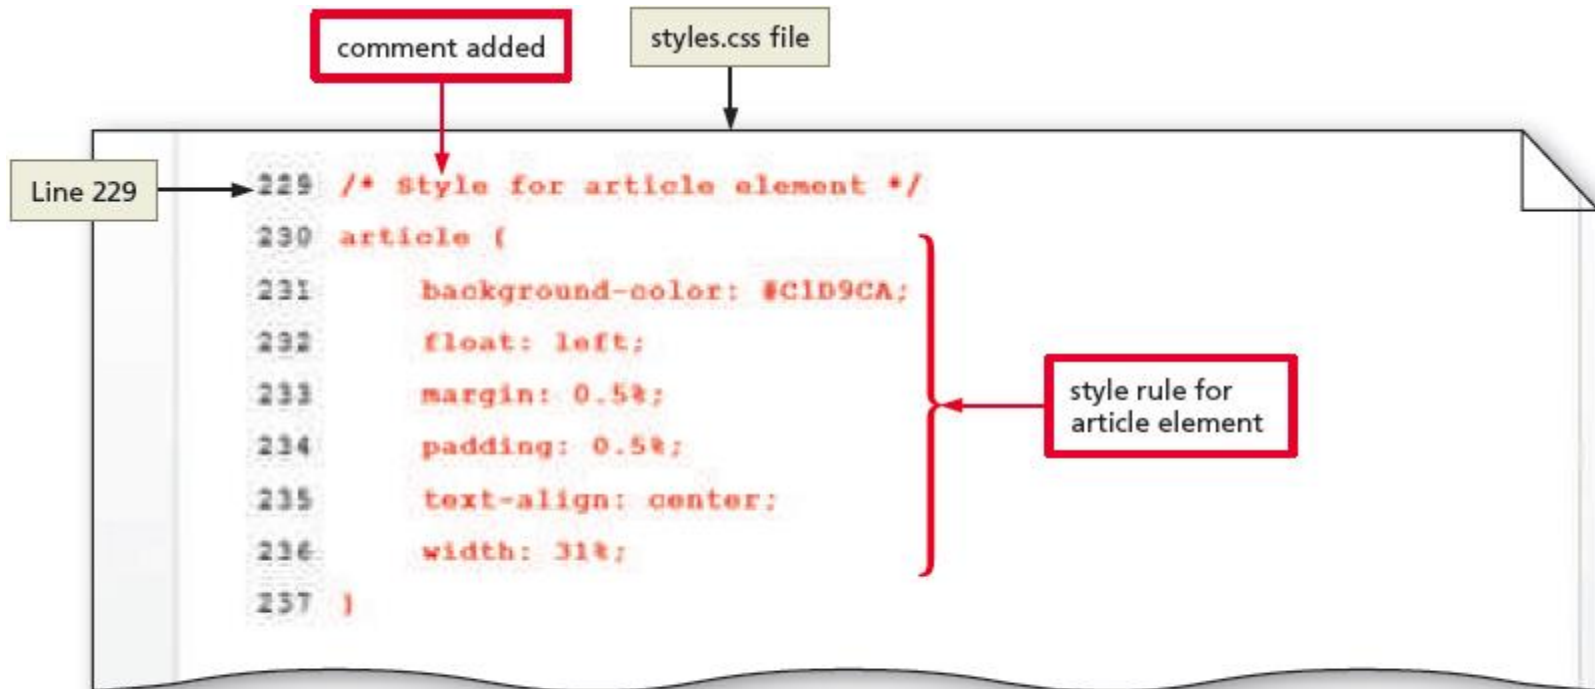 comment added
styles.css file
Line 229
229 /* Style for article element */
230 article {
231 background-color: #C1D9CA;
232 float: left;
233 margin: 0.5%;
234 padding: 0.5%;
235 text-align: center;
236 width: 31%;
237 }
style rule for
article element